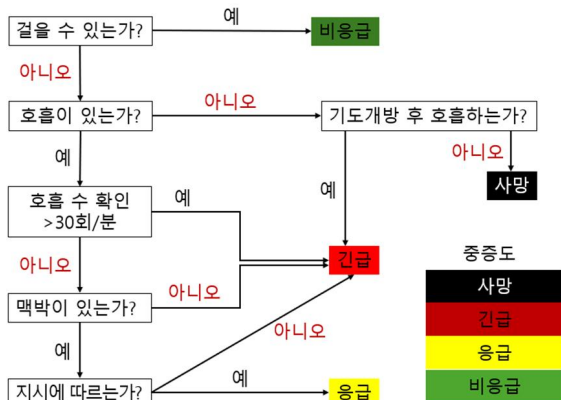 걸을 수 있는가?
예
비응급
아니오
호흡이 있는가?
아니오
기도개방 후 호흡하는가?
예
예
아니오
사망
호흡 수 확인
>30회/분
예
긴급
아니오
맥박이 있는가?
아니오
예
아니오
지시에 따르는가?
예
응급
중증도
사망
긴급
응급
비응급